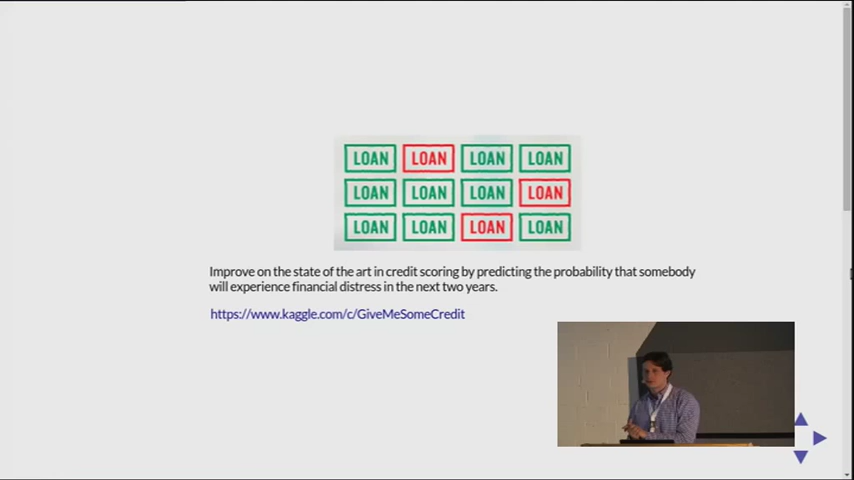 LOAN LOAN LOAN LOAN
LOAN LOAN LOAN LOAN
LOAN LOAN LOAN LOAN
Improve on the state of the art in credit scoring by predicting the probability that somebody
will experience financial distress in the next two years.
https://www.kaggle.com/c/GiveMeSomeCredit